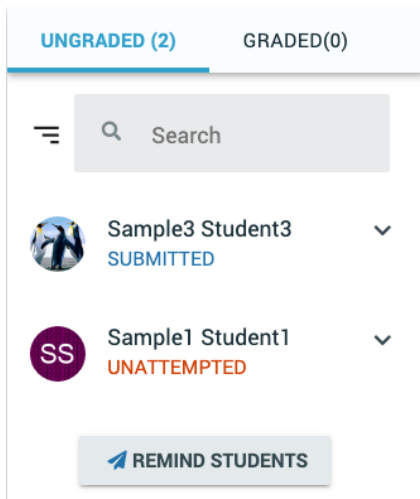 UNGRADED (2) GRADED(0)
Search
Sample3 Student3
SUBMITTED
SS
Sample1 Student1
UNATTEMPTED
REMIND STUDENTS